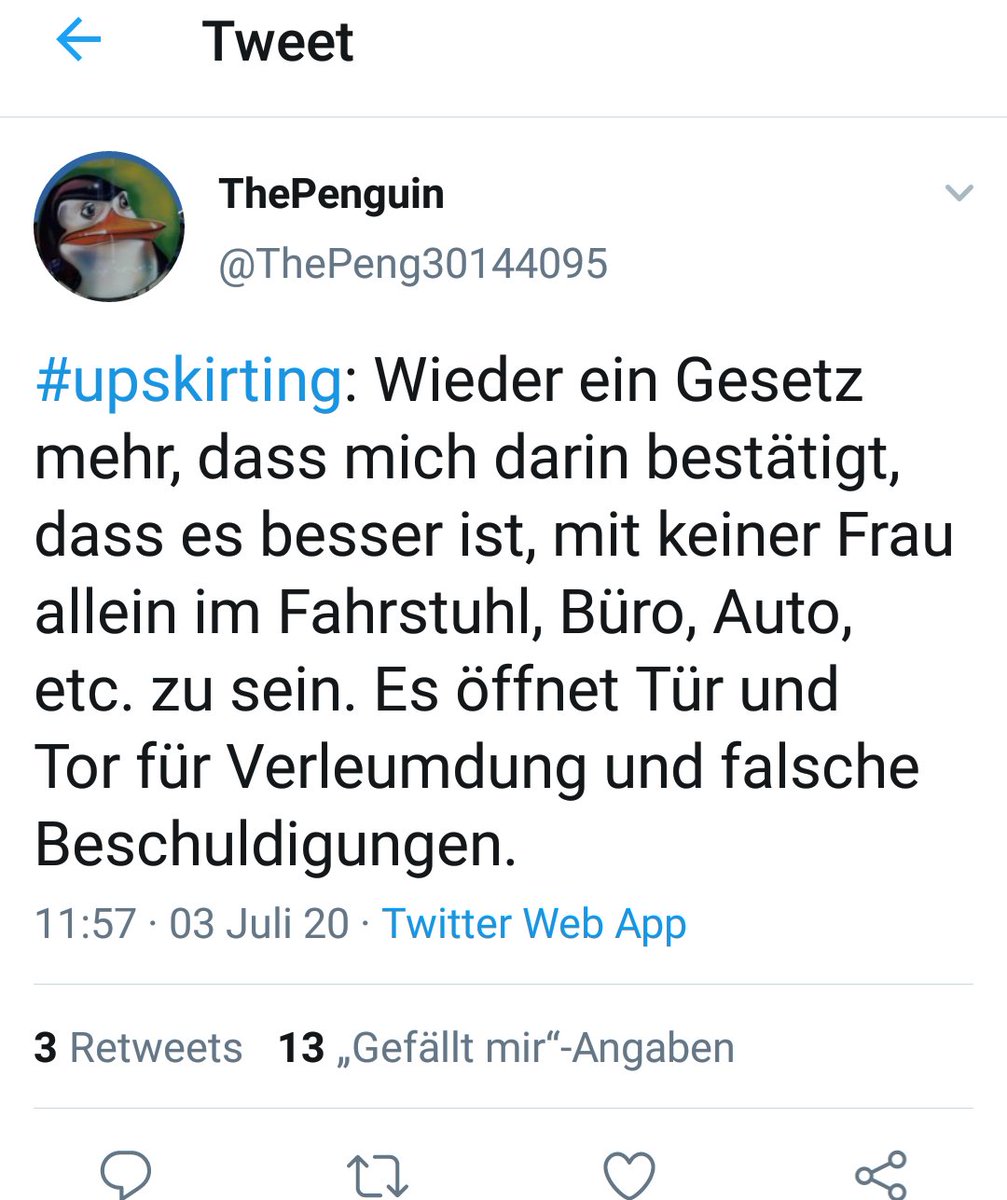 Tweet
ThePenguin
@ThePeng30144095
#upskirting: Wieder ein Gesetz
mehr, dass mich darin bestätigt,
dass es besser ist, mit keiner Frau
allein im Fahrstuhl, Büro, Auto,
etc. zu sein. Es öffnet Tür und
Tor für Verleumdung und falsche
Beschuldigungen.
11:57 · 03 Juli 20 · Twitter Web App
3 Retweets 13 „Gefällt mir“-Angaben